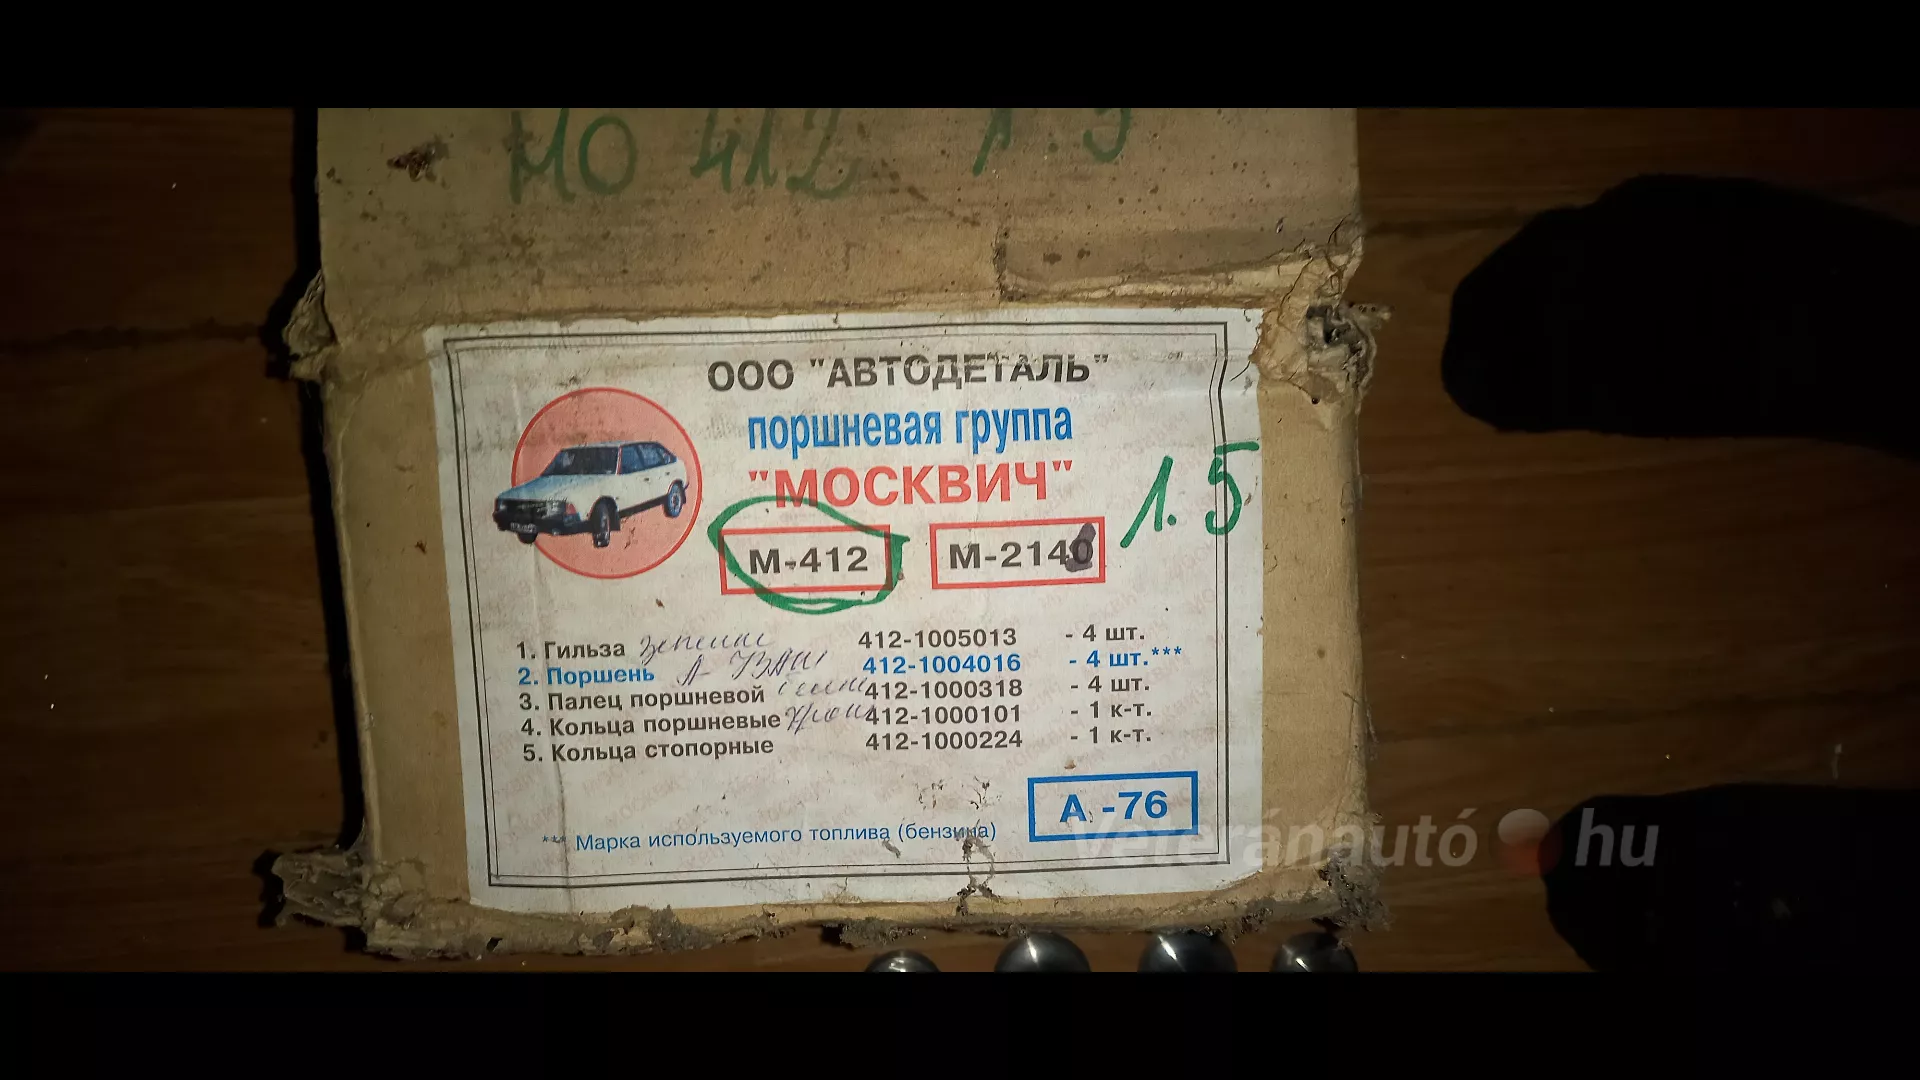 МО 412 1.5
ООО "АВТОДЕТАЛЬ"
поршневая группа
"МОСКВИЧ"
1.5
М-412 М-2140
1. Гильза 412-1005013 - 4 шт.
2. Поршень 412-1004016 - 4 шт.***
3. Палец поршневой 412-1000318 - 4 шт.
4. Кольца поршневые 412-1000101 - 1 к-т.
5. Кольца стопорные 412-1000224 - 1 к-т.
А -76
*** Марка используемого топлива (бензина)
veteránautó hu